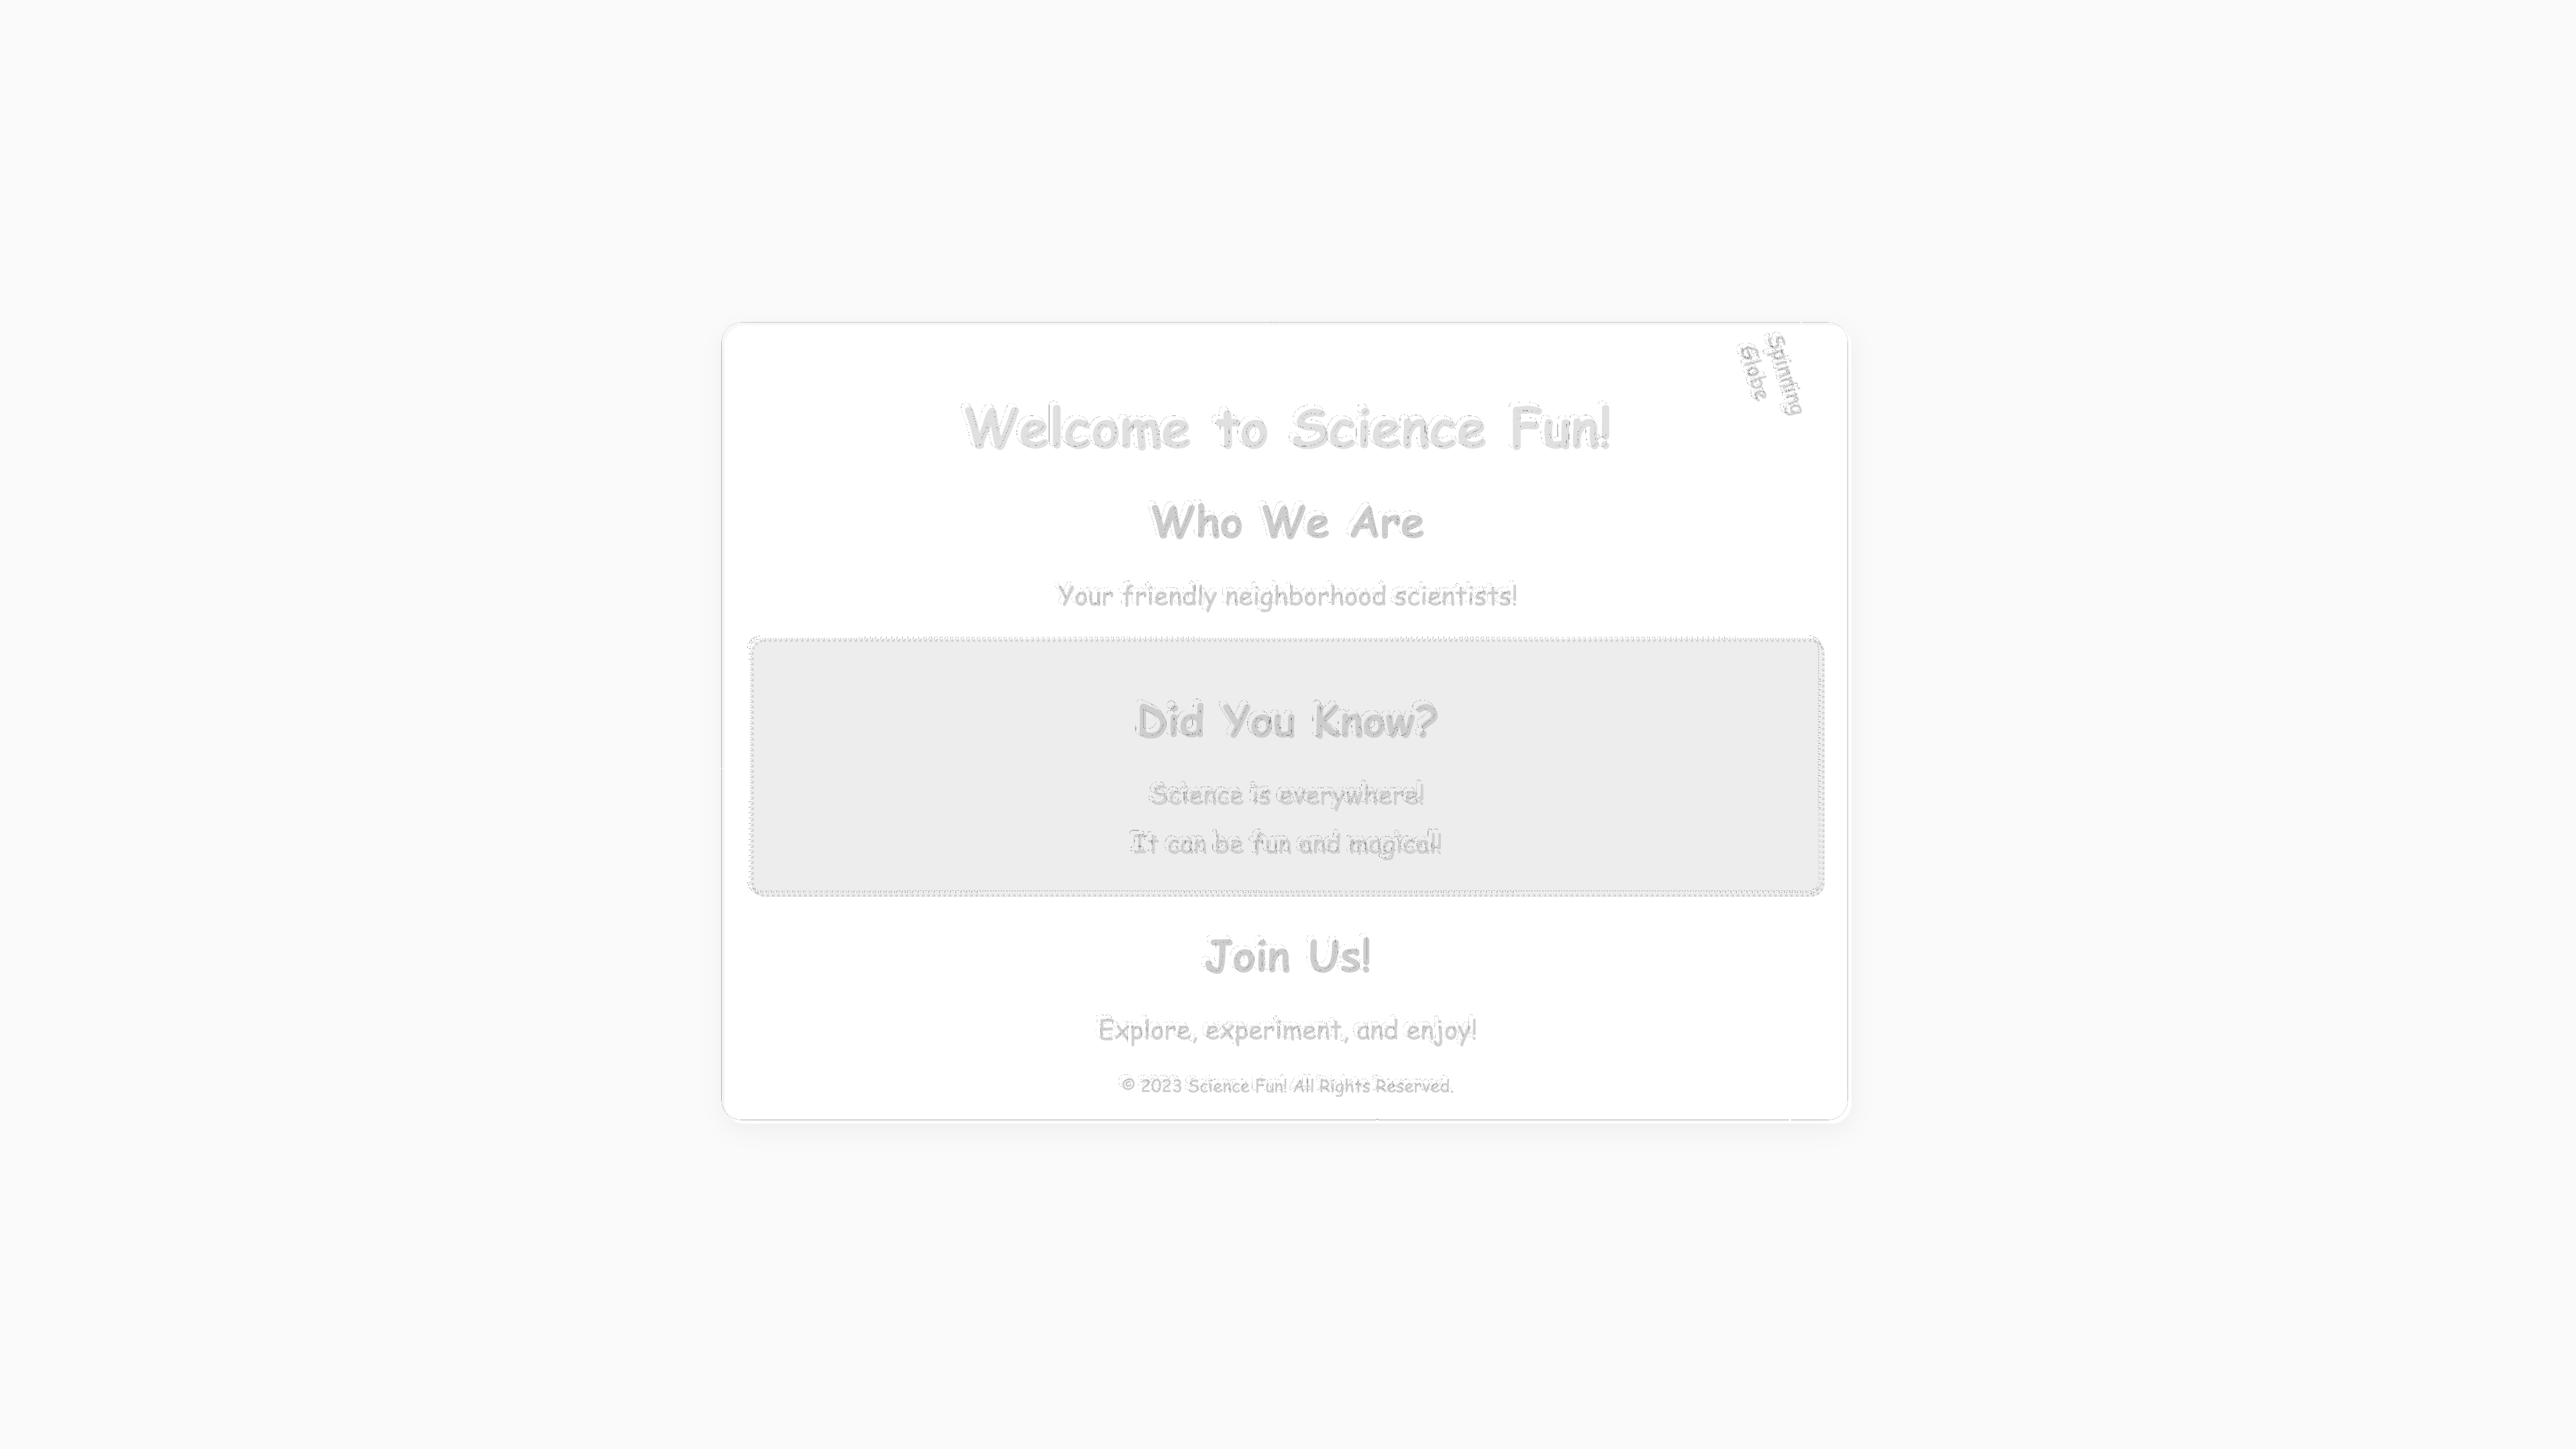 Spinning
Globe
Welcome to Science Fun!
Who We Are
Your friendly neighborhood scientists!
Did You Know?
Science is everywhere!
It can be fun and magical!
Join Us!
Explore, experiment, and enjoy!
© 2023 Science Fun! All Rights Reserved.